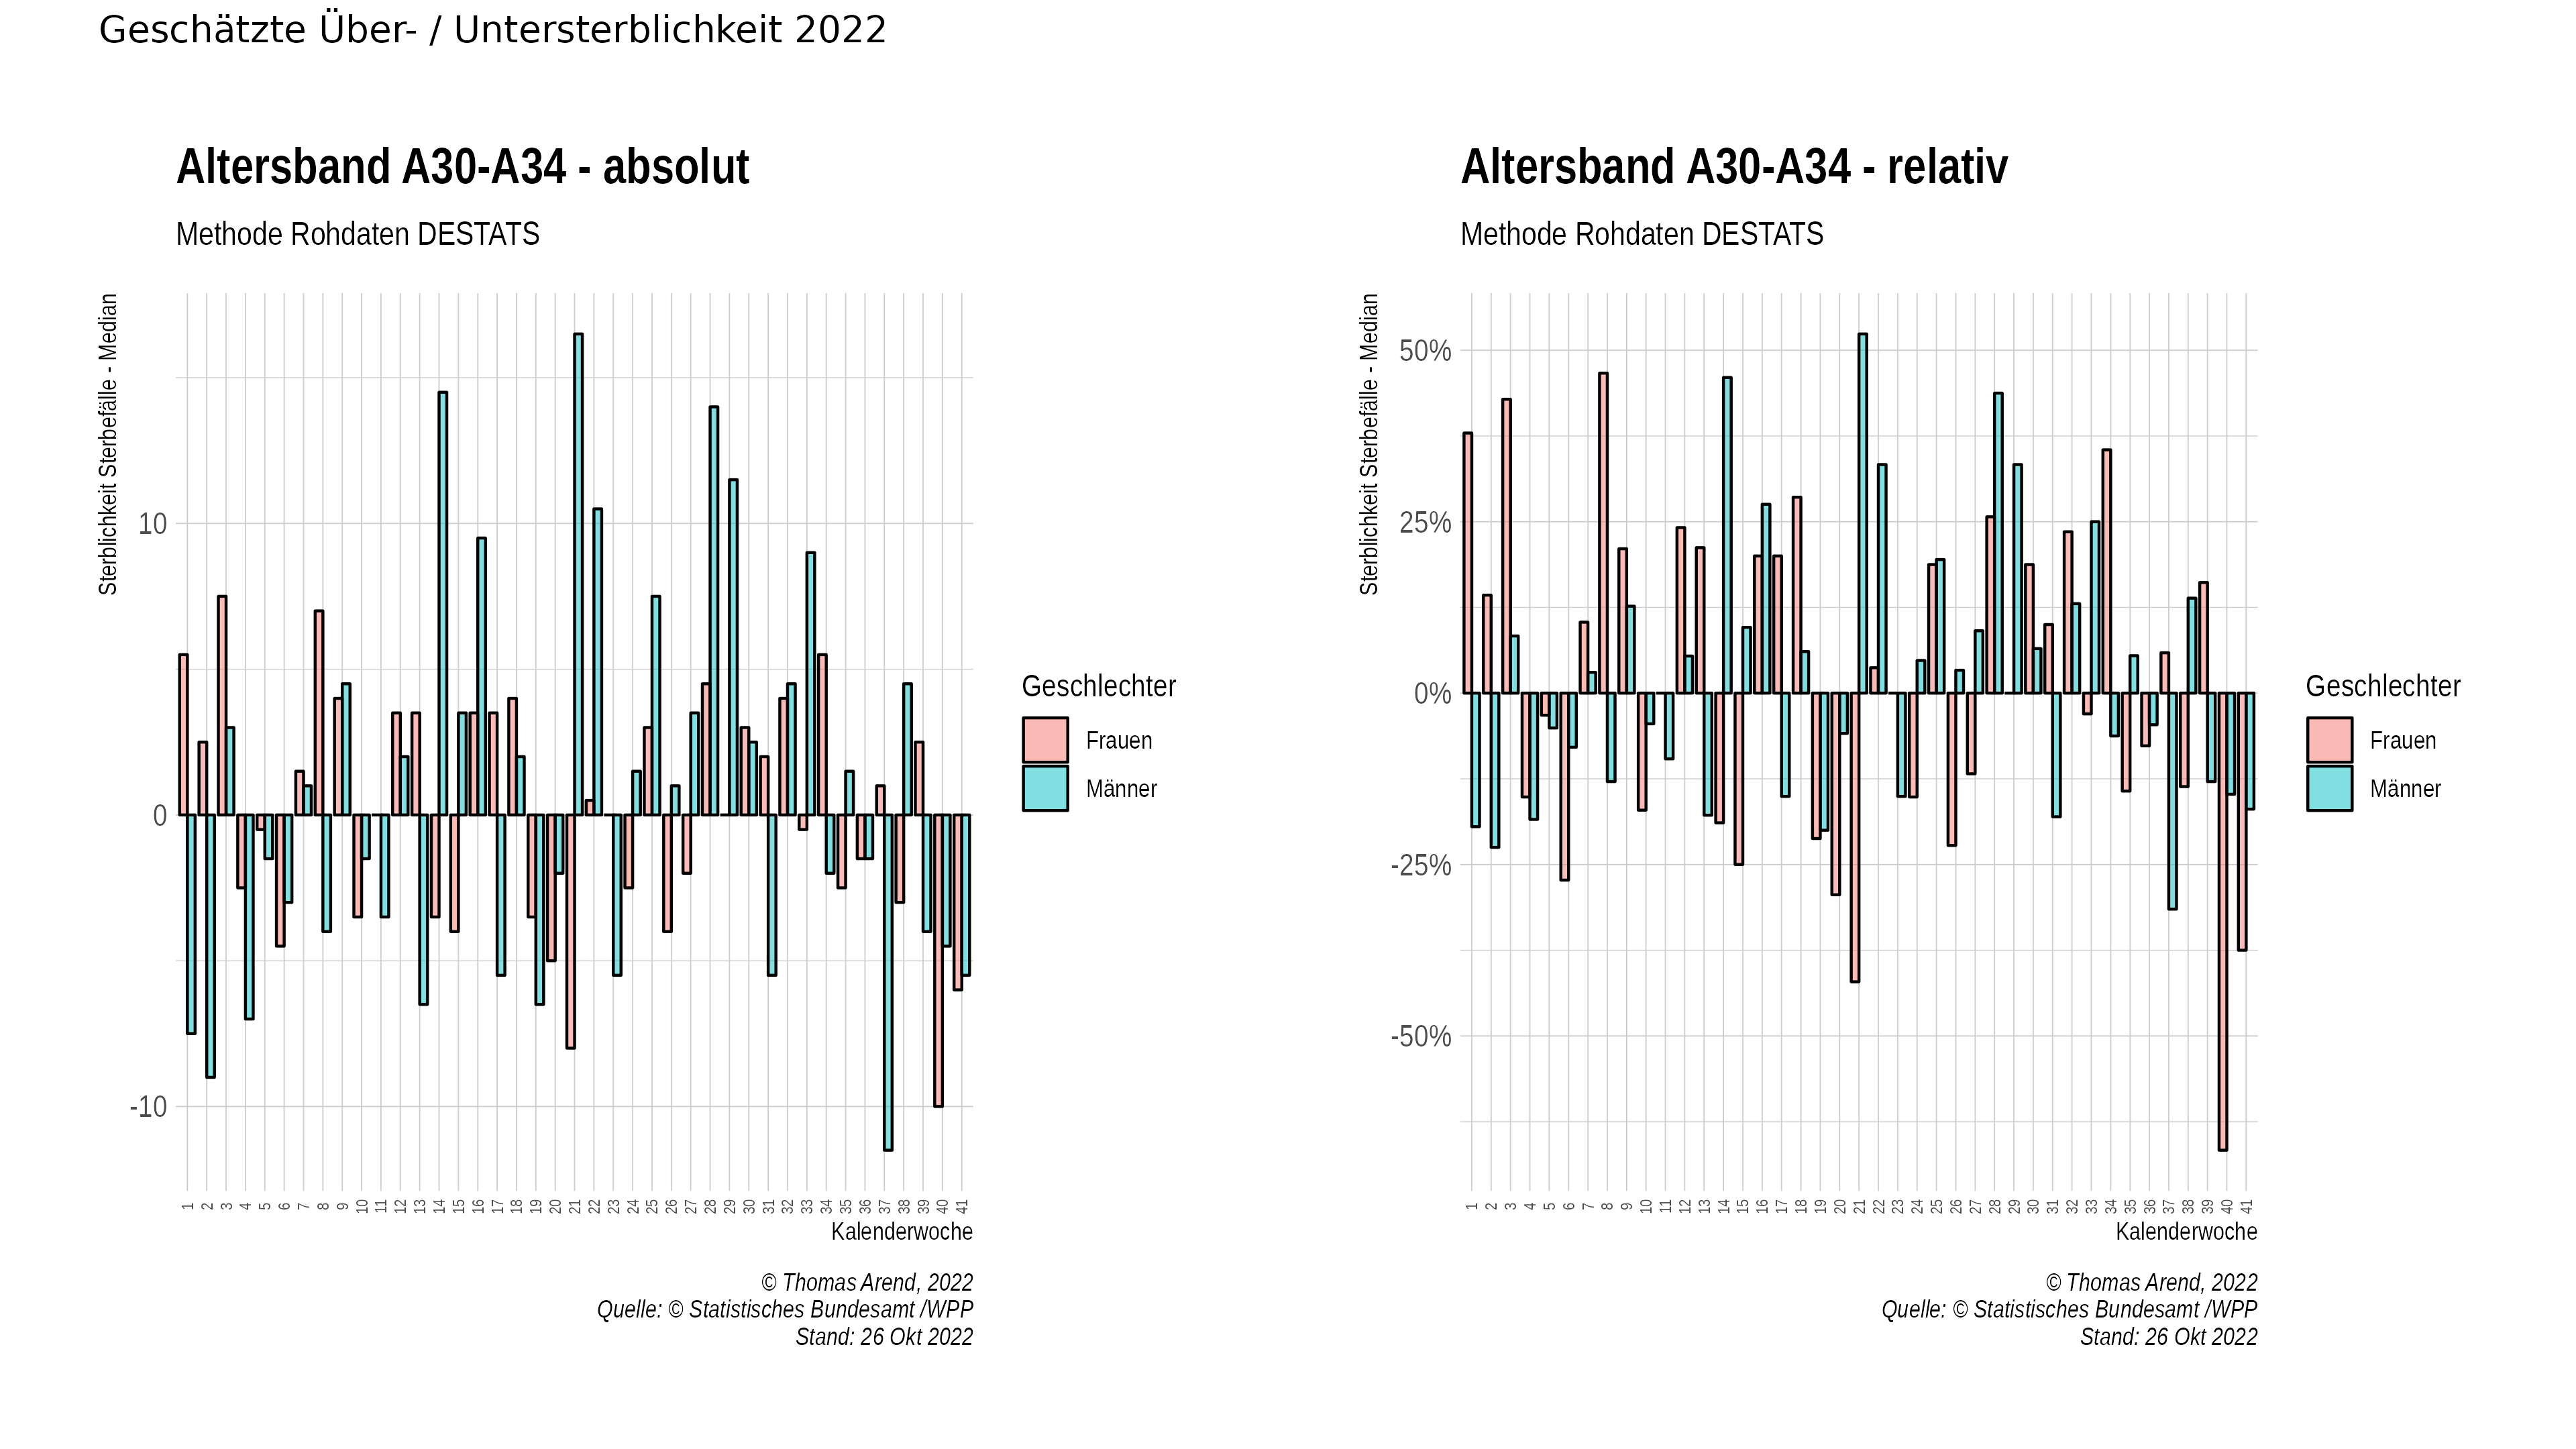 Geschätzte Über- / Untersterblichkeit 2022
Altersband A30-A34 - absolut
Methode Rohdaten DESTATS
Sterblichkeit Sterbefälle - Median
10
0
-10
1 2 3 4 5 6 7 8 9 10 11 12 13 14 15 16 17 18 19 20 21 22 23 24 25 26 27 28 29 30 31 32 33 34 35 36 37 38 39 40 41
Kalenderwoche
Geschlechter
Frauen
Männer
© Thomas Arend, 2022
Quelle: © Statistisches Bundesamt /WPP
Stand: 26 Okt 2022
Altersband A30-A34 - relativ
Methode Rohdaten DESTATS
Sterblichkeit Sterbefälle - Median
50%
25%
0%
-25%
-50%
1 2 3 4 5 6 7 8 9 10 11 12 13 14 15 16 17 18 19 20 21 22 23 24 25 26 27 28 29 30 31 32 33 34 35 36 37 38 39 40 41
Kalenderwoche
Geschlechter
Frauen
Männer
© Thomas Arend, 2022
Quelle: © Statistisches Bundesamt /WPP
Stand: 26 Okt 2022